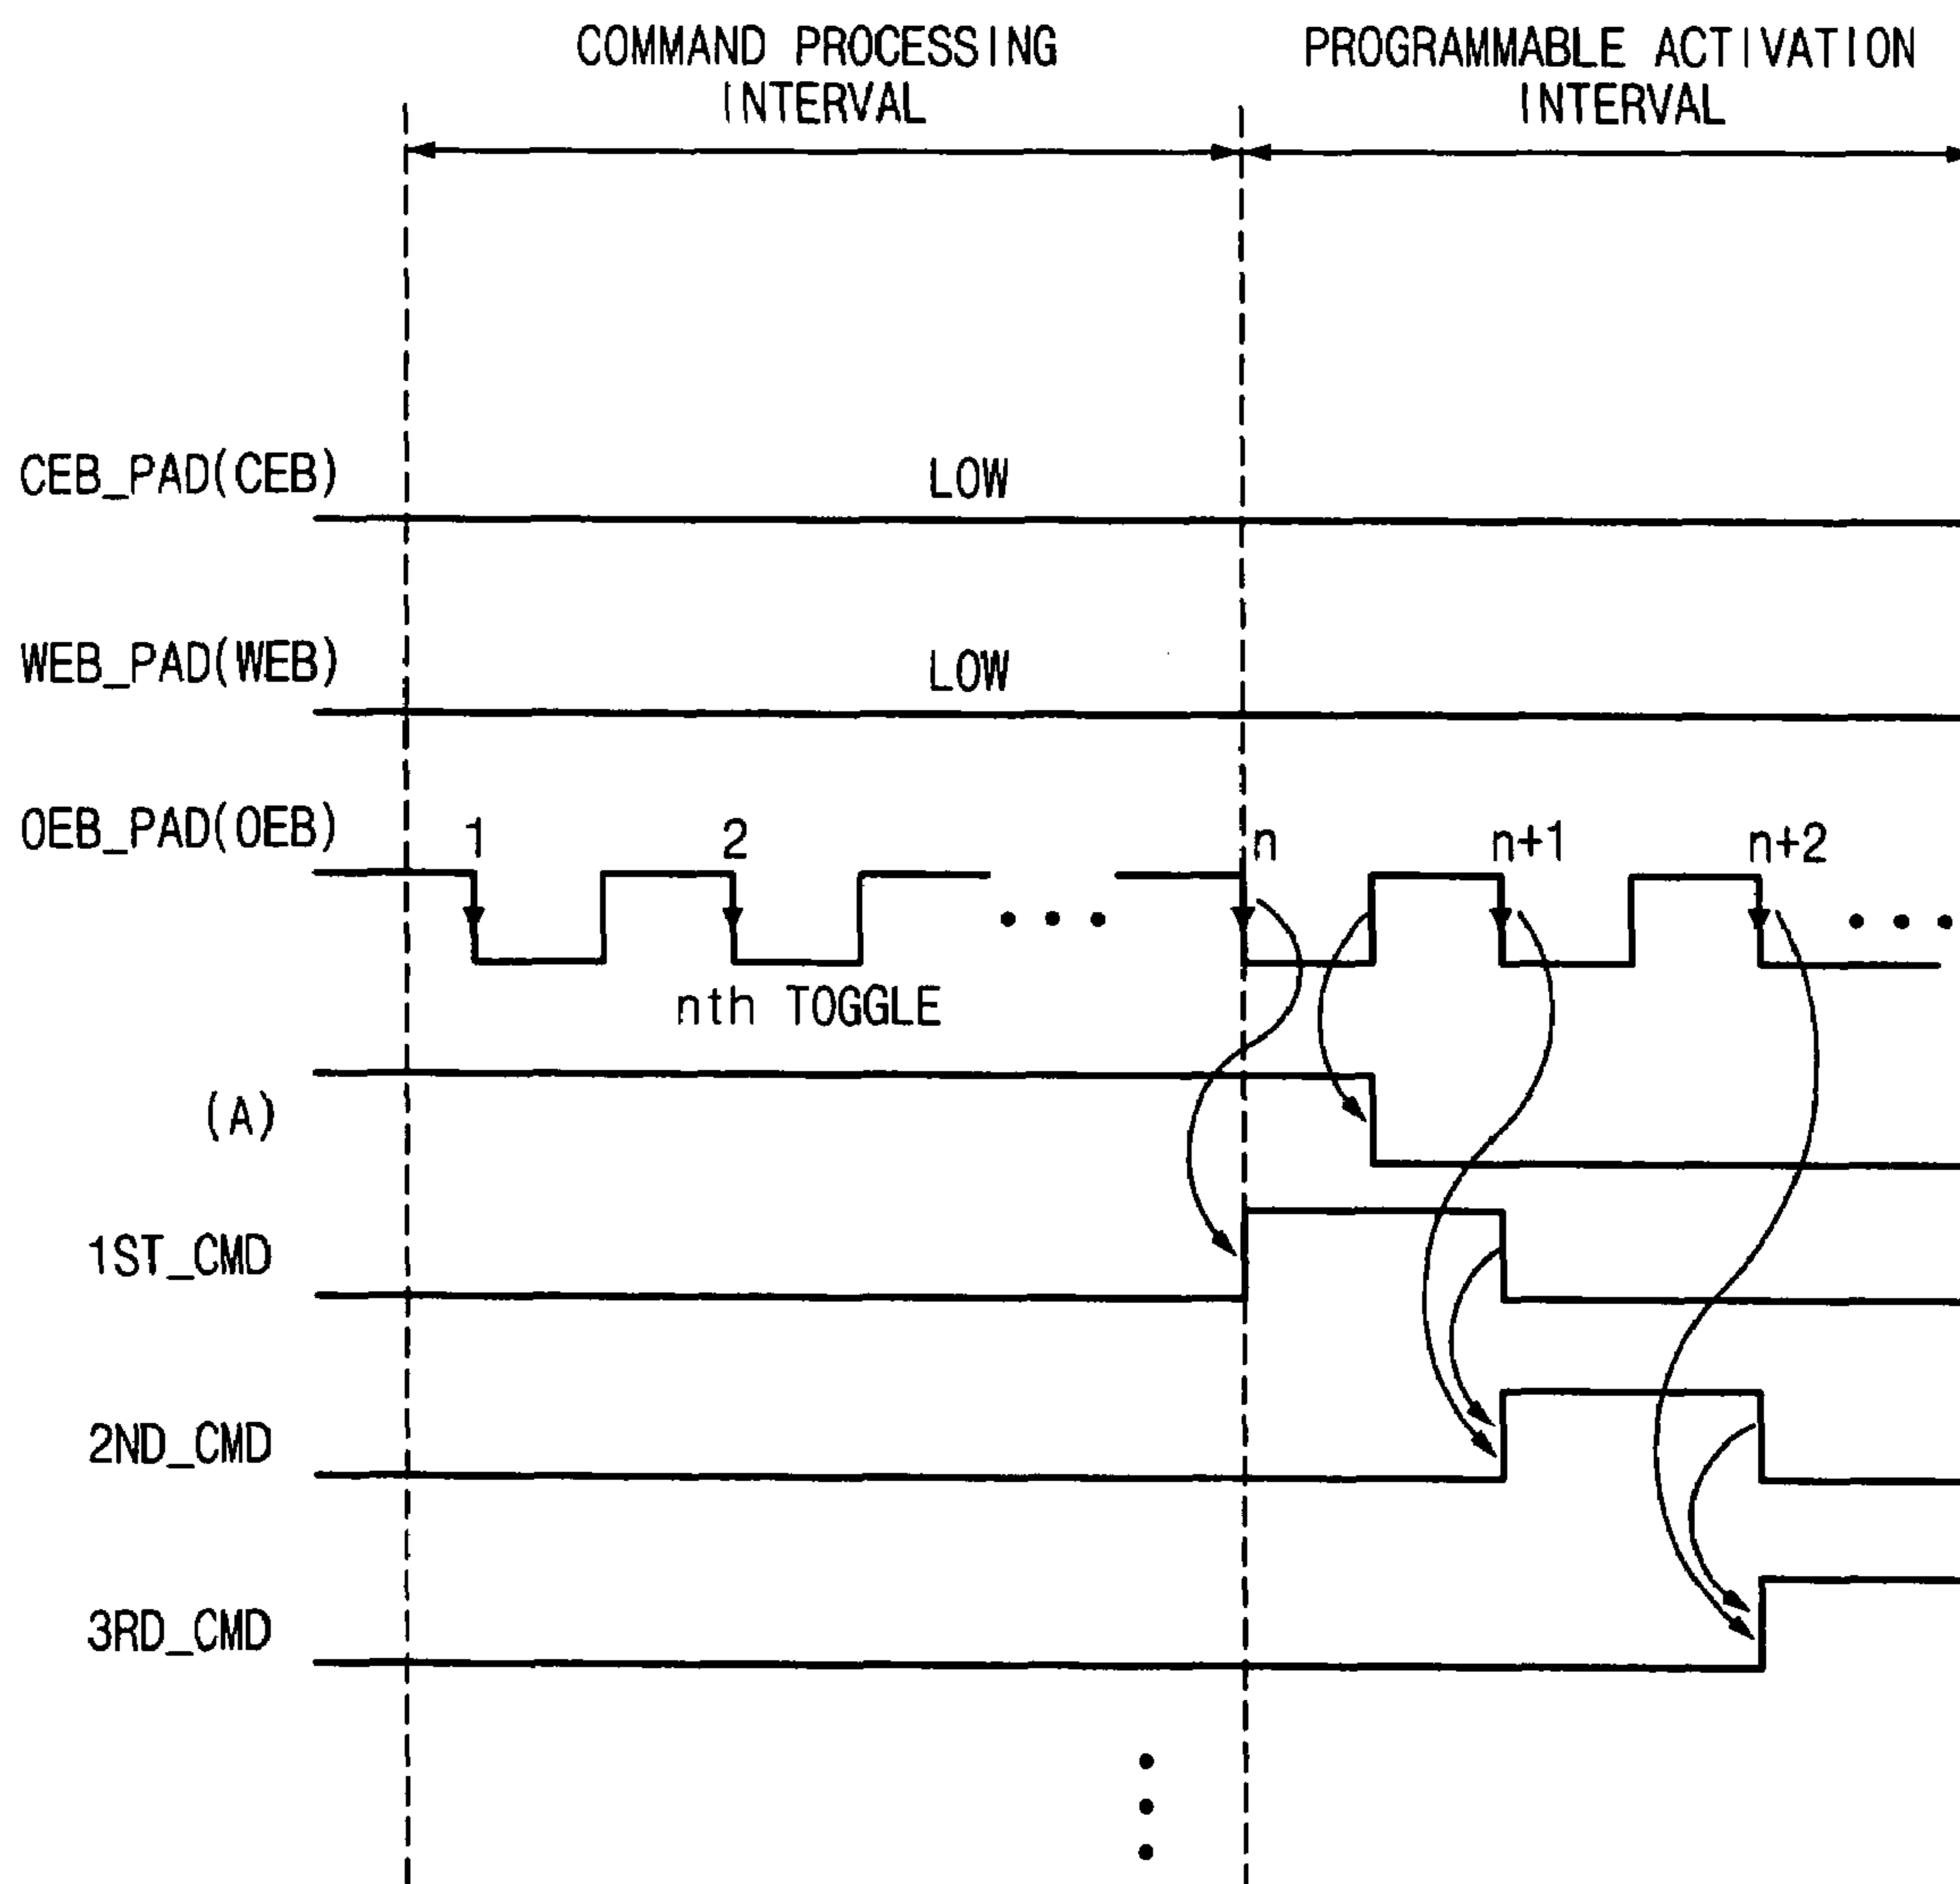 COMMAND PROCESSING
INTERVAL
PROGRAMMABLE ACTIVATION
INTERVAL
CEB_PAD(CEB)
LOW
WEB_PAD(WEB)
LOW
OEB_PAD(OEB)
1
2
n
n+1
n+2
nth TOGGLE
(A)
1ST_CMD
2ND_CMD
3RD_CMD